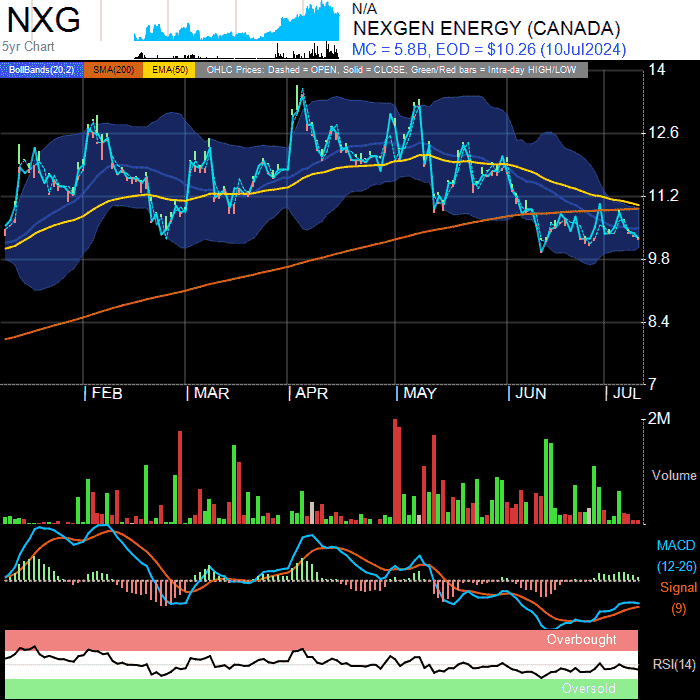 NXG
5yr Chart
N/A
NEXGEN ENERGY (CANADA)
MC = 5.8B, EOD = $10.26 (10Jul2024)
BollBands(20,2) SMA(200) EMA(50) OHLC Prices: Dashed = OPEN, Solid = CLOSE, Green/Red bars = Intra-day HIGH/LOW
14
12.6
11.2
9.8
8.4
7
| FEB | MAR | APR | MAY | JUN | JUL
2M
Volume
MACD
(12-26)
Signal
(9)
Overbought
RSI(14)
Oversold